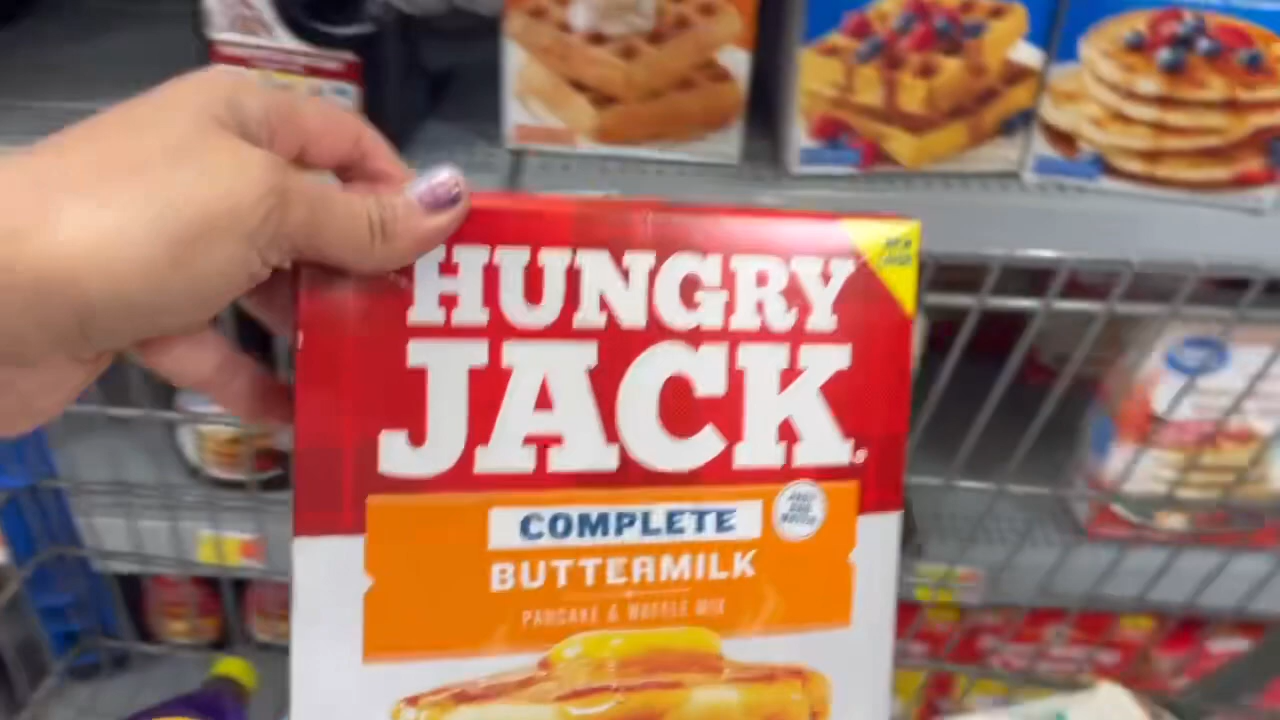 HUNGRY
JACK
COMPLETE
BUTTERMILK
PANCAKE & WAFFLE MIX